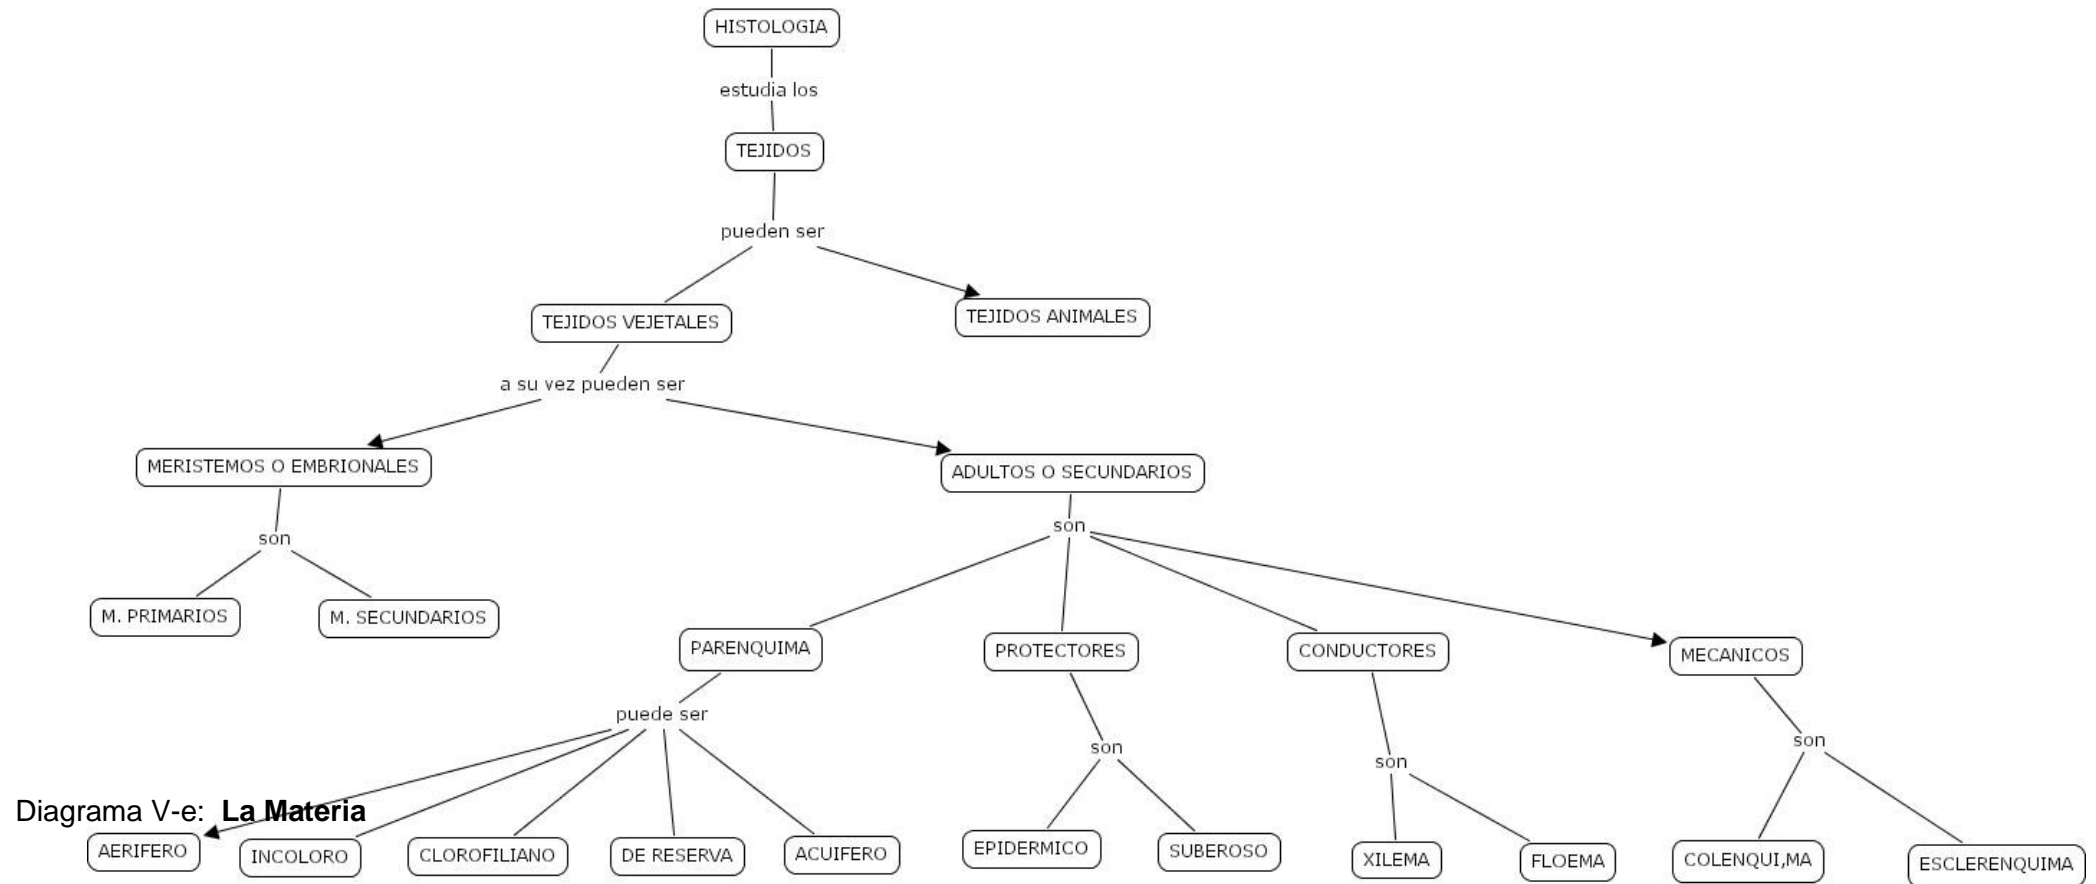 HISTOLOGIA
estudia los
TEJIDOS
pueden ser
TEJIDOS VEJETALES
TEJIDOS ANIMALES
a su vez pueden ser
MERISTEMOS O EMBRIONALES
ADULTOS O SECUNDARIOS
son
son
M. PRIMARIOS
M. SECUNDARIOS
PARENQUIMA
PROTECTORES
CONDUCTORES
MECANICOS
puede ser
son
son
son
Diagrama V-e: La Materia
AERIFERO
INCOLORO
CLOROFILIANO
DE RESERVA
ACUIFERO
EPIDERMICO
SUBEROSO
XILEMA
FLOEMA
COLENQUI,MA
ESCLERENQUIMA